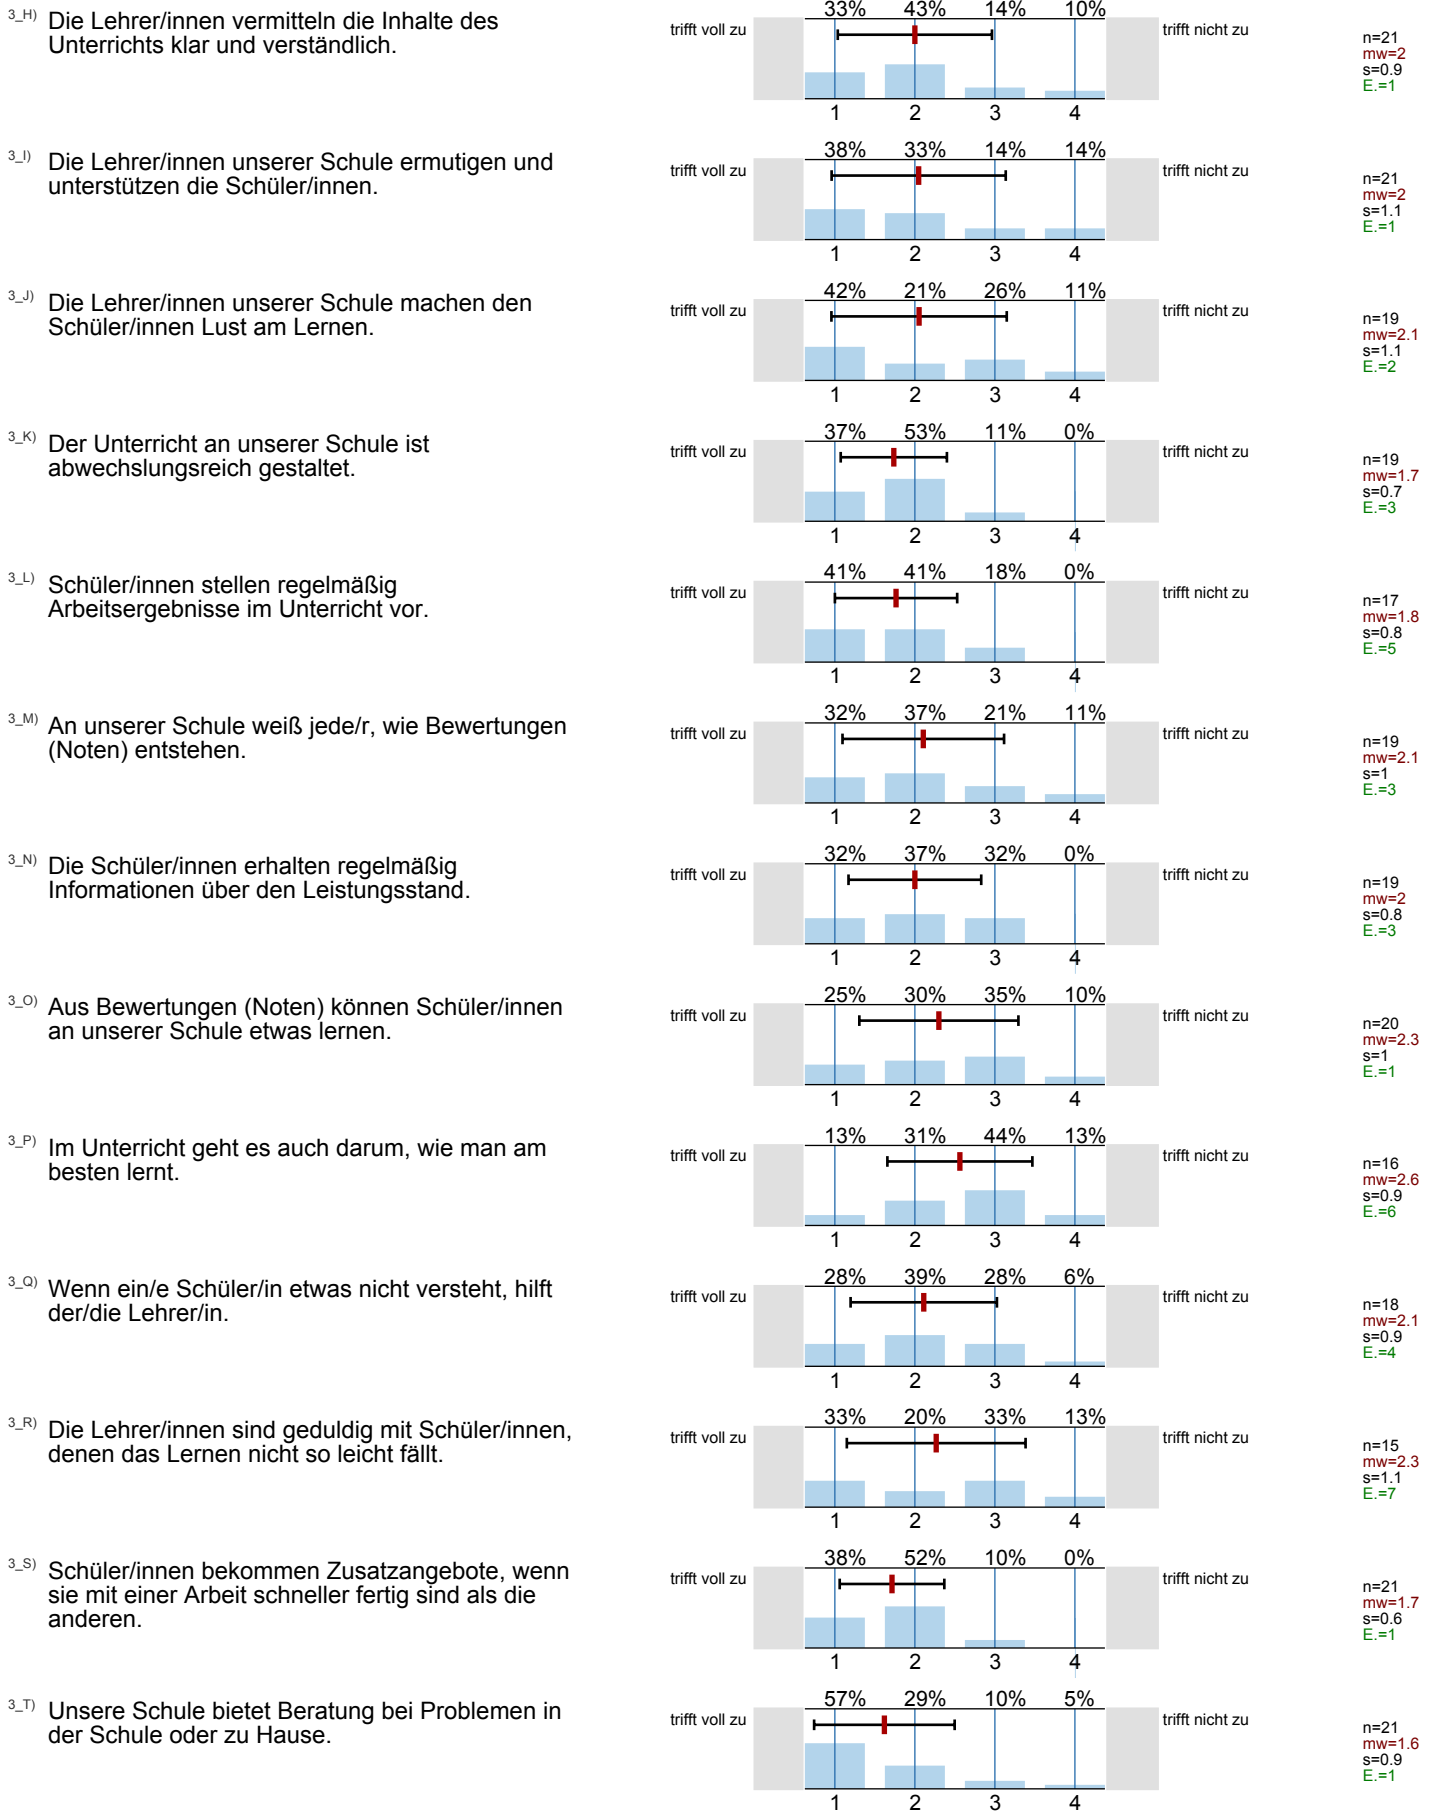 3_H) Die Lehrer/innen vermitteln die Inhalte des
Unterrichts klar und verständlich.
trifft voll zu
33% 43% 14% 10%
1 2 3 4
trifft nicht zu
n=21
mw=2
s=0.9
E.=1
3_I) Die Lehrer/innen unserer Schule ermutigen und
unterstützen die Schüler/innen.
trifft voll zu
38% 33% 14% 14%
1 2 3 4
trifft nicht zu
n=21
mw=2
s=1.1
E.=1
3_J) Die Lehrer/innen unserer Schule machen den
Schüler/innen Lust am Lernen.
trifft voll zu
42% 21% 26% 11%
1 2 3 4
trifft nicht zu
n=19
mw=2.1
s=1.1
E.=2
3_K) Der Unterricht an unserer Schule ist
abwechslungsreich gestaltet.
trifft voll zu
37% 53% 11% 0%
1 2 3 4
trifft nicht zu
n=19
mw=1.7
s=0.7
E.=3
3_L) Schüler/innen stellen regelmäßig
Arbeitsergebnisse im Unterricht vor.
trifft voll zu
41% 41% 18% 0%
1 2 3 4
trifft nicht zu
n=17
mw=1.8
s=0.8
E.=5
3_M) An unserer Schule weiß jede/r, wie Bewertungen
(Noten) entstehen.
trifft voll zu
32% 37% 21% 11%
1 2 3 4
trifft nicht zu
n=19
mw=2.1
s=1
E.=3
3_N) Die Schüler/innen erhalten regelmäßig
Informationen über den Leistungsstand.
trifft voll zu
32% 37% 32% 0%
1 2 3 4
trifft nicht zu
n=19
mw=2
s=0.8
E.=3
3_O) Aus Bewertungen (Noten) können Schüler/innen
an unserer Schule etwas lernen.
trifft voll zu
25% 30% 35% 10%
1 2 3 4
trifft nicht zu
n=20
mw=2.3
s=1
E.=1
3_P) Im Unterricht geht es auch darum, wie man am
besten lernt.
trifft voll zu
13% 31% 44% 13%
1 2 3 4
trifft nicht zu
n=16
mw=2.6
s=0.9
E.=6
3_Q) Wenn ein/e Schüler/in etwas nicht versteht, hilft
der/die Lehrer/in.
trifft voll zu
28% 39% 28% 6%
1 2 3 4
trifft nicht zu
n=18
mw=2.1
s=0.9
E.=4
3_R) Die Lehrer/innen sind geduldig mit Schüler/innen,
denen das Lernen nicht so leicht fällt.
trifft voll zu
33% 20% 33% 13%
1 2 3 4
trifft nicht zu
n=15
mw=2.3
s=1.1
E.=7
3_S) Schüler/innen bekommen Zusatzangebote, wenn
sie mit einer Arbeit schneller fertig sind als die
anderen.
trifft voll zu
38% 52% 10% 0%
1 2 3 4
trifft nicht zu
n=21
mw=1.7
s=0.6
E.=1
3_T) Unsere Schule bietet Beratung bei Problemen in
der Schule oder zu Hause.
trifft voll zu
57% 29% 10% 5%
1 2 3 4
trifft nicht zu
n=21
mw=1.6
s=0.9
E.=1